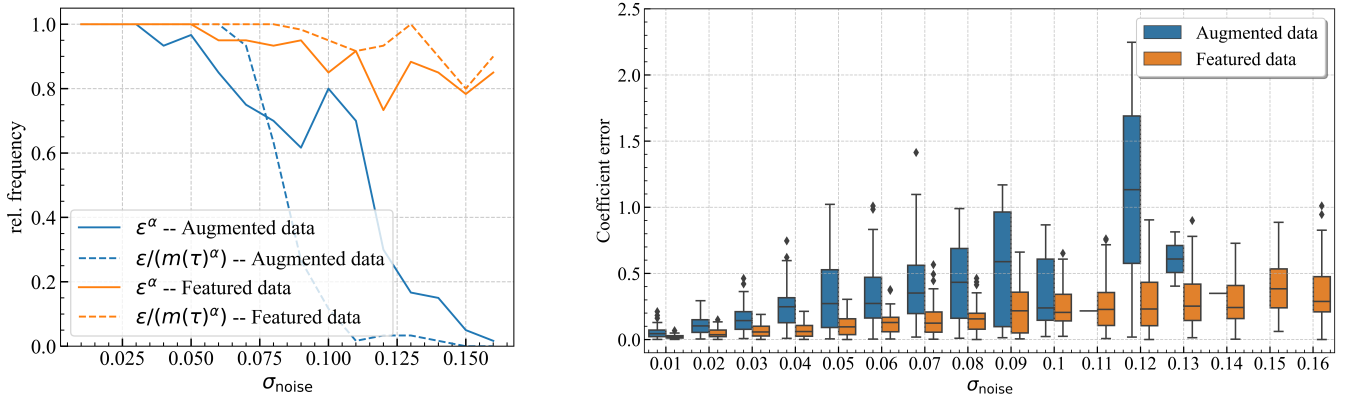 1.0
0.8
0.6
0.4
0.2
0.0
rel. frequency
ε^α -- Augmented data
ε/(m(τ)^α) -- Augmented data
ε^α -- Featured data
ε/(m(τ)^α) -- Featured data
0.025 0.050 0.075 0.100 0.125 0.150
σ_noise
2.5
2.0
1.5
1.0
0.5
0.0
Coefficient error
Augmented data
Featured data
0.01 0.02 0.03 0.04 0.05 0.06 0.07 0.08 0.09 0.1 0.11 0.12 0.13 0.14 0.15 0.16
σ_noise